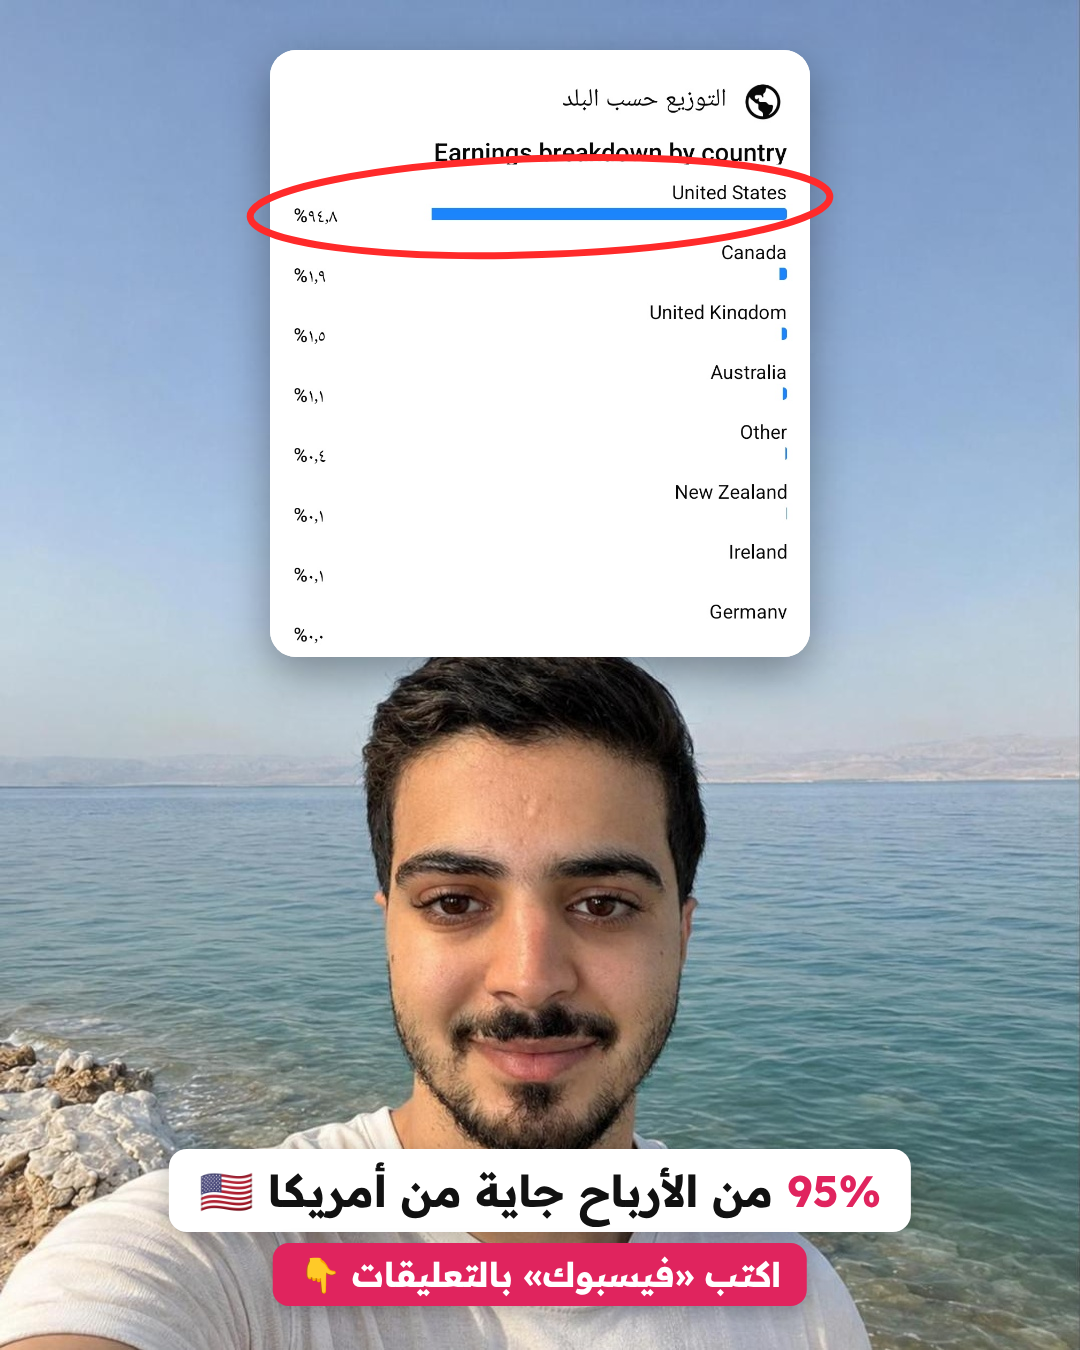 التوزيع حسب البلد
Earnings breakdown by country
United States
%٩٤,٨
Canada
%١,٩
United Kingdom
%١,٥
Australia
%١,١
Other
%٠,٤
New Zealand
%٠,١
Ireland
%٠,١
Germany
%٠,٠
95% من الأرباح جاية من أمريكا 🇺🇸
اكتب «فيسبوك» بالتعليقات 👇